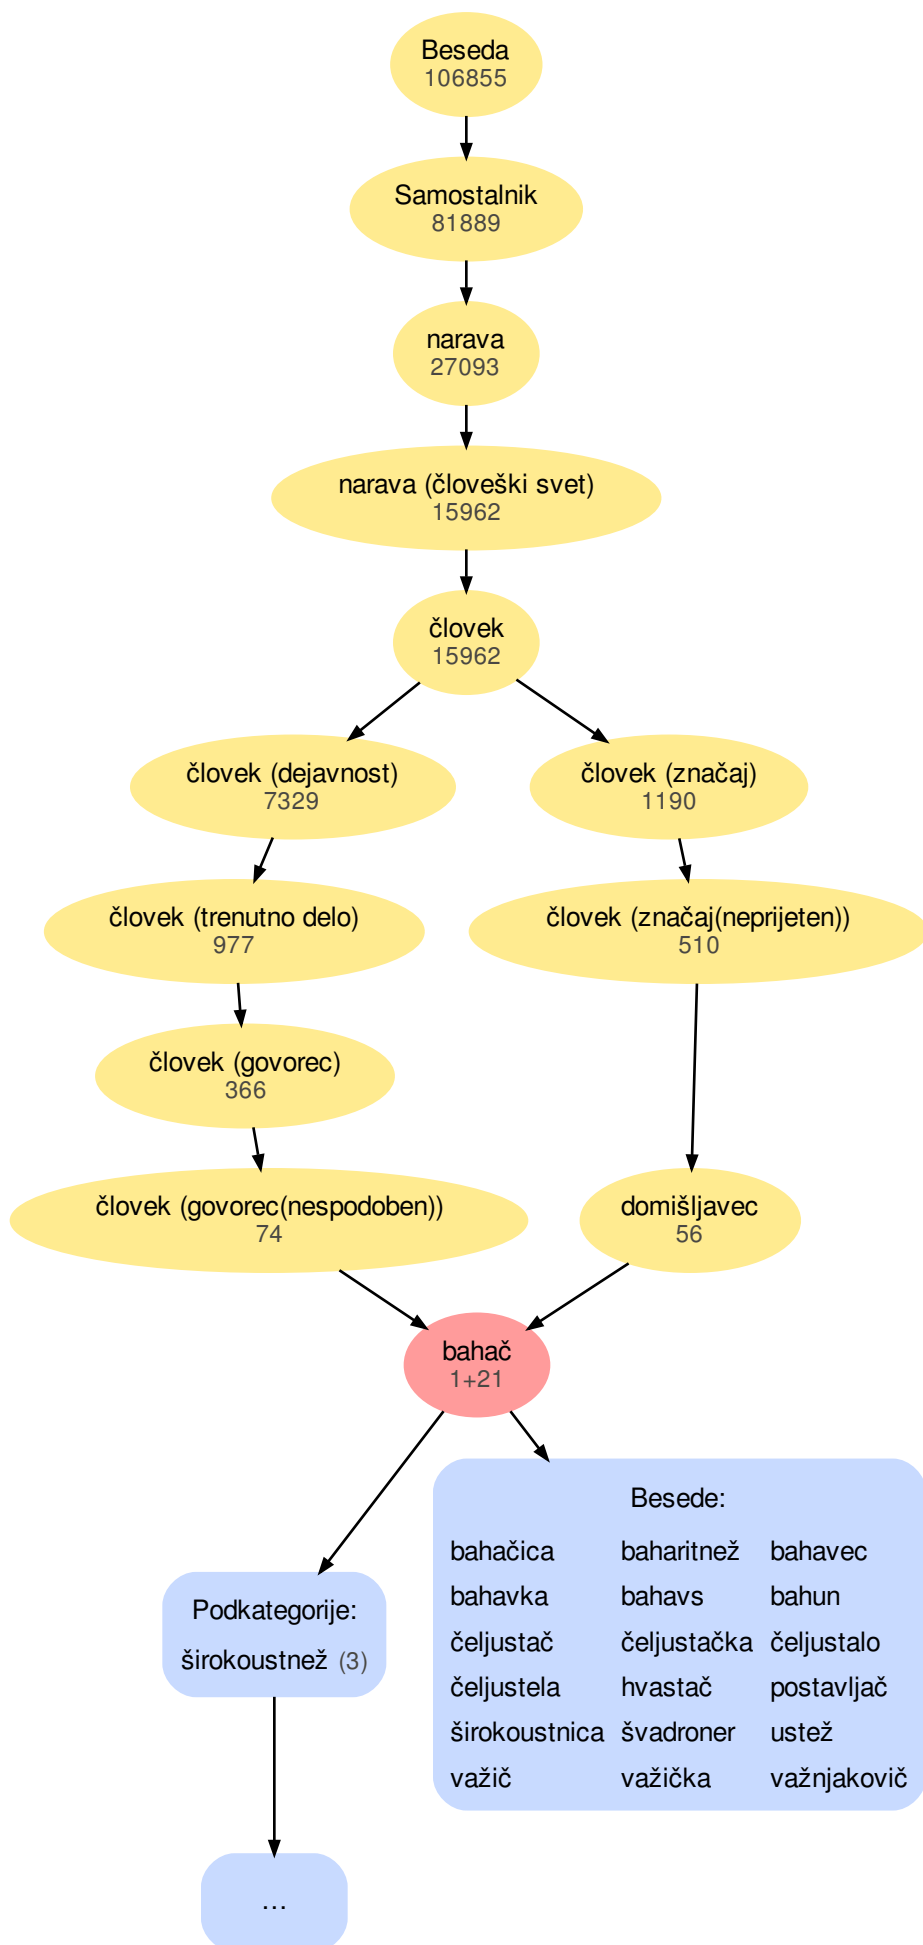 Beseda
106855
Samostalnik
81889
narava
27093
narava (človeški svet)
15962
človek
15962
človek (dejavnost)
7329
človek (značaj)
1190
človek (trenutno delo)
977
človek (značaj(neprijeten))
510
človek (govorec)
366
človek (govorec(nespodoben))
74
domišljavec
56
bahač
1+21
Besede:
bahačica baharitnež bahavec
bahavka bahavs bahun
čeljustač čeljustačka čeljustalo
čeljustela hvastač postavljač
širokoustnica švadroner ustež
važič važička važnjakovič
Podkategorije:
širokoustnež (3)
...